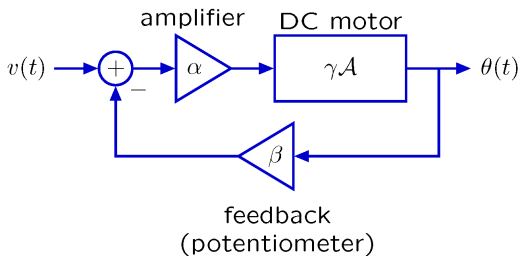 amplifier
DC motor
v(t)
+
−
α
γA
θ(t)
β
feedback
(potentiometer)